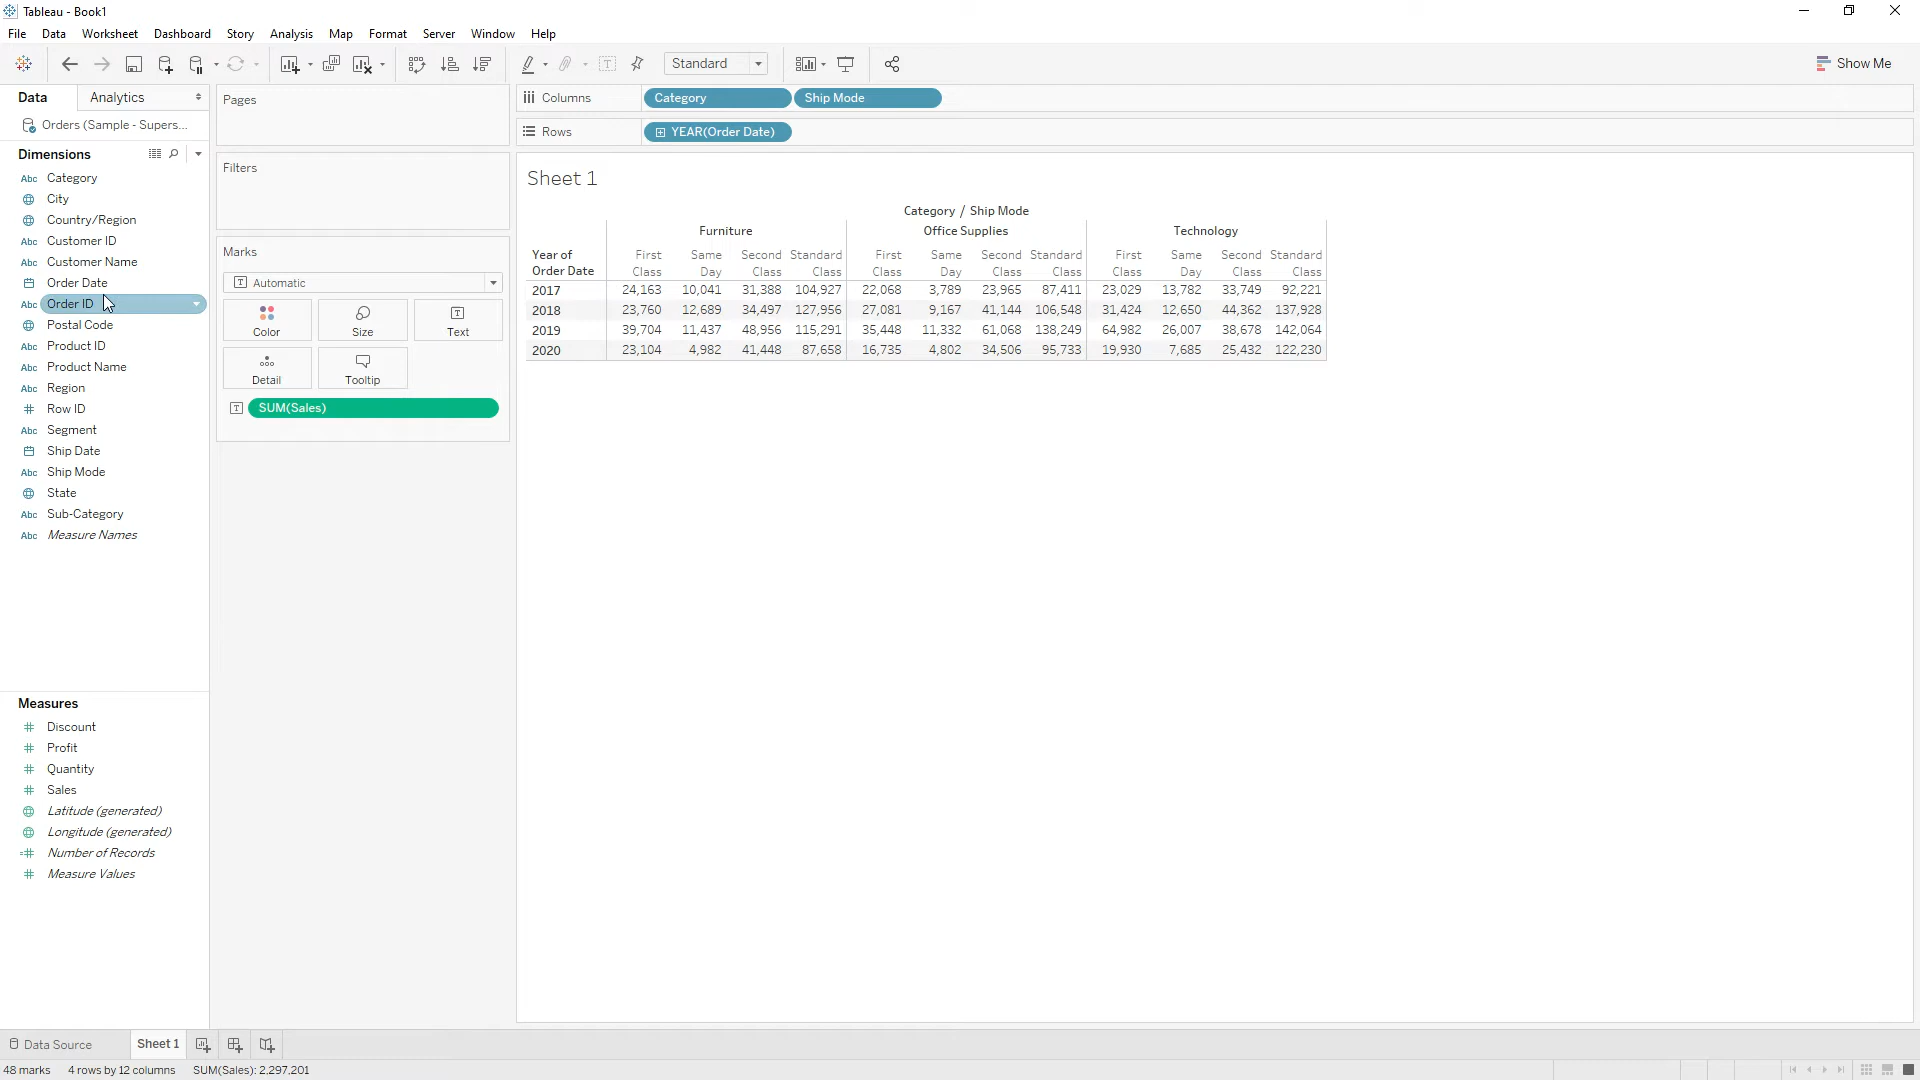 Tableau - Book1
File Data Worksheet Dashboard Story Analysis Map Format Server Window Help
Standard
Show Me
Data Analytics
Orders (Sample - Supers...
Dimensions
Abc Category
City
Country/Region
Abc Customer ID
Abc Customer Name
Order Date
Abc Order ID
Postal Code
Abc Product ID
Abc Product Name
Abc Region
# Row ID
Abc Segment
Ship Date
Abc Ship Mode
State
Abc Sub-Category
Abc Measure Names
Measures
# Discount
# Profit
# Quantity
# Sales
Latitude (generated)
Longitude (generated)
=# Number of Records
# Measure Values
Pages
Filters
Marks
T Automatic
Color Size Text
Detail Tooltip
T SUM(Sales)
Columns Category Ship Mode
Rows YEAR(Order Date)
Sheet 1
Category / Ship Mode
Furniture Office Supplies Technology
Year of First Same Second Standard First Same Second Standard First Same Second Standard
Order Date Class Day Class Class Class Day Class Class Class Day Class Class
2017 24,163 10,041 31,388 104,927 22,068 3,789 23,965 87,411 23,029 13,782 33,749 92,221
2018 23,760 12,689 34,497 127,956 27,081 9,167 41,144 106,548 31,424 12,650 44,362 137,928
2019 39,704 11,437 48,956 115,291 35,448 11,332 61,068 138,249 64,982 26,007 38,678 142,064
2020 23,104 4,982 41,448 87,658 16,735 4,802 34,506 95,733 19,930 7,685 25,432 122,230
Data Source Sheet 1
48 marks 4 rows by 12 columns SUM(Sales): 2,297,201